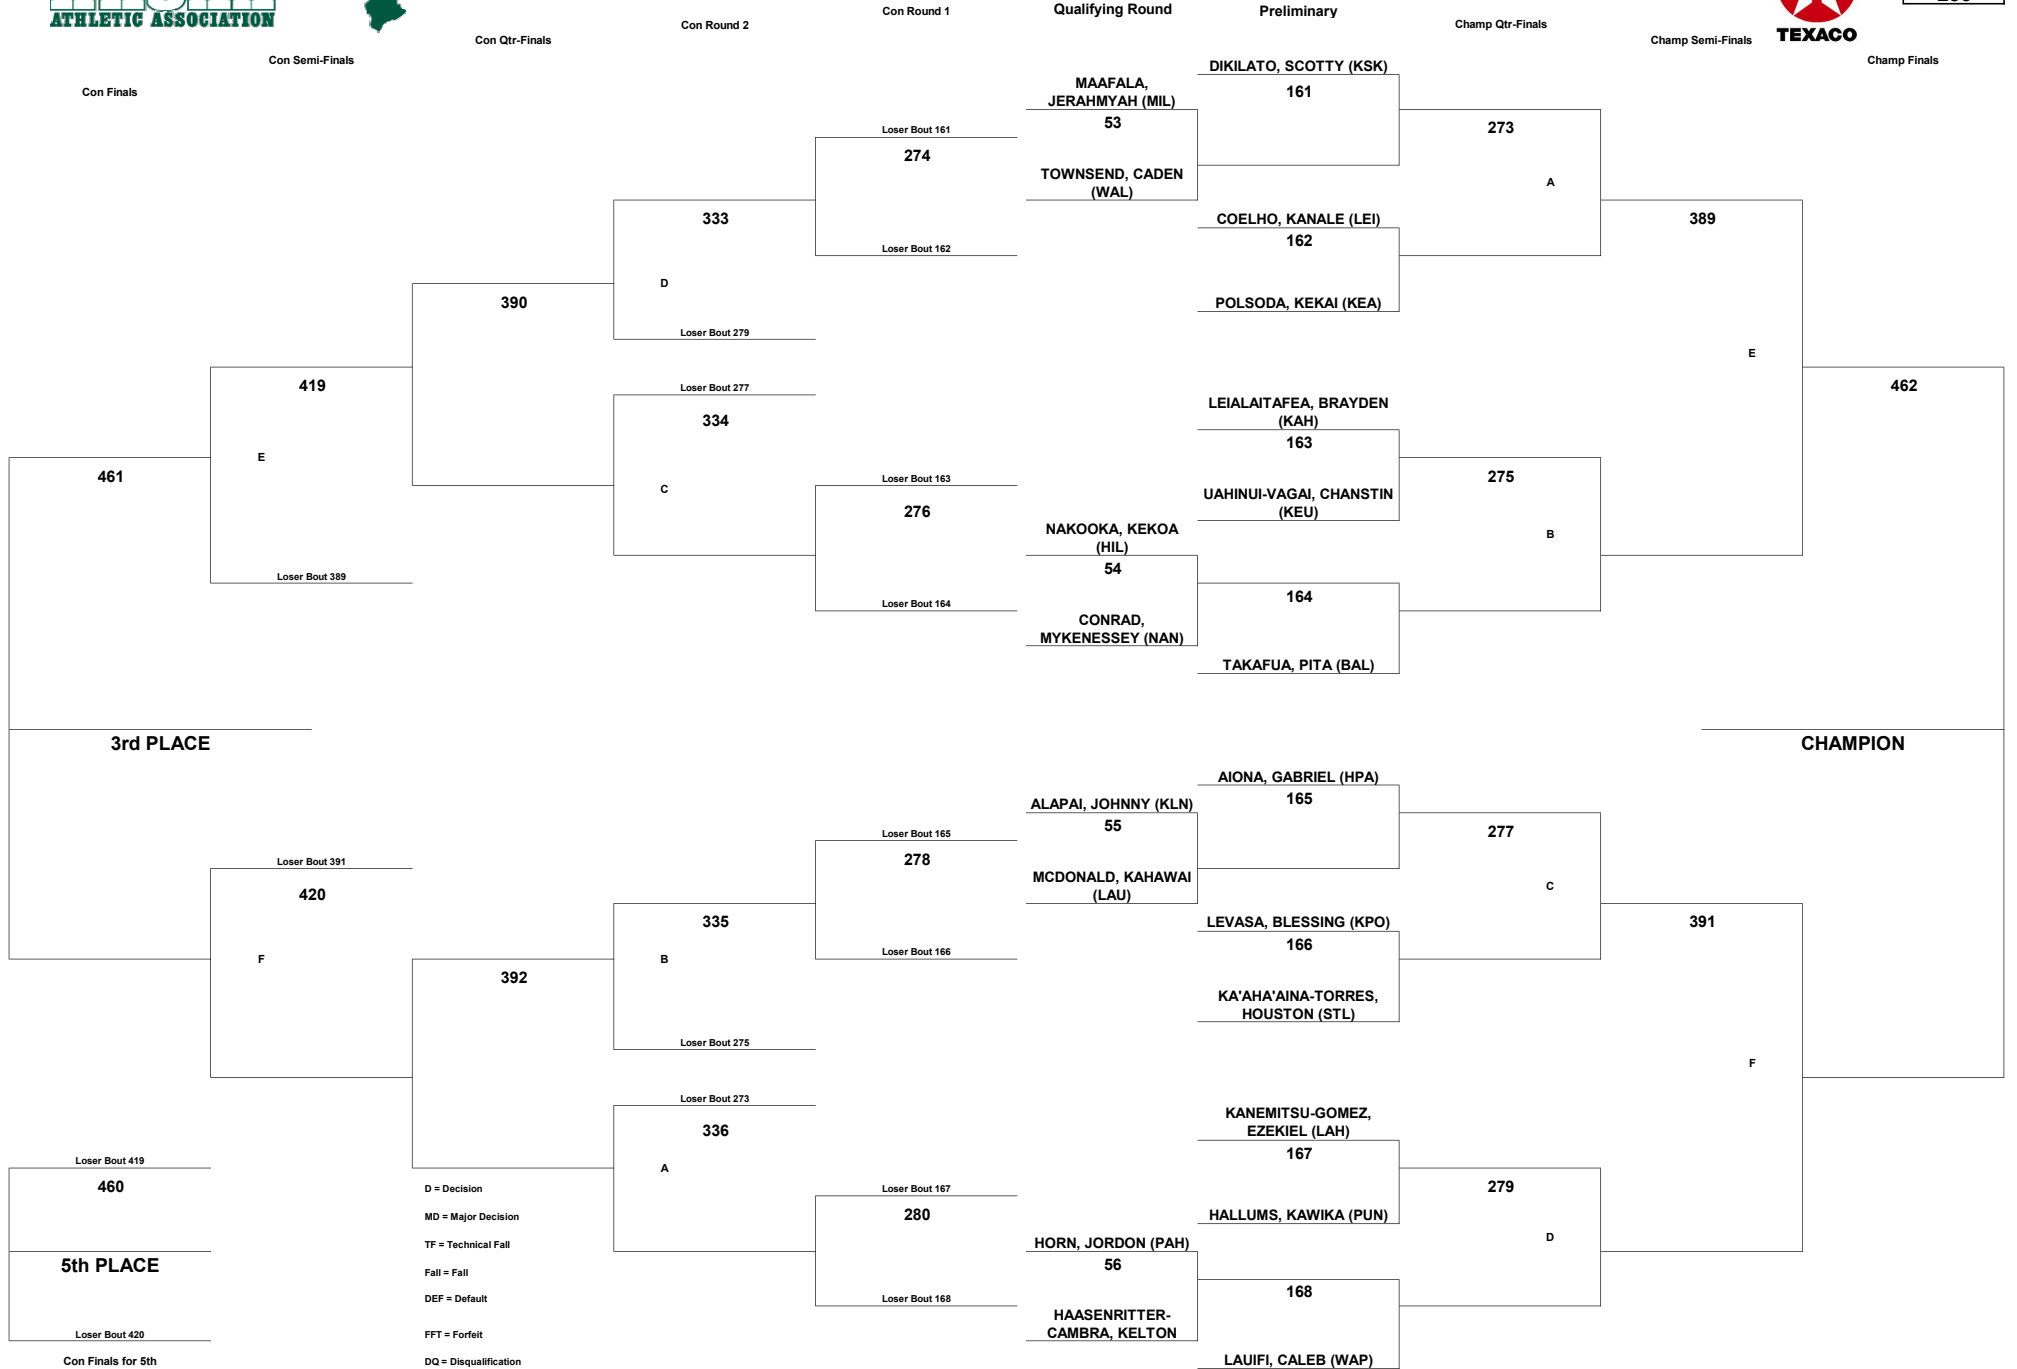 ATHLETIC ASSOCIATION
TEXACO
Con Finals
Con Semi-Finals
Con Qtr-Finals
Con Round 2
Con Round 1
Qualifying Round
Preliminary
Champ Qtr-Finals
Champ Semi-Finals
Champ Finals
DIKILATO, SCOTTY (KSK)
161
MAAFALA,
JERAHMYAH (MIL)
53
TOWNSEND, CADEN
(WAL)
273
A
COELHO, KANALE (LEI)
162
POLSODA, KEKAI (KEA)
389
E
LEIALAITAFEA, BRAYDEN
(KAH)
163
UAHINUI-VAGAI, CHANSTIN
(KEU)
275
B
NAKOOKA, KEKOA
(HIL)
54
CONRAD,
MYKENESSEY (NAN)
164
TAKAFUA, PITA (BAL)
462
CHAMPION
AIONA, GABRIEL (HPA)
165
ALAPAI, JOHNNY (KLN)
55
MCDONALD, KAHAWAI
(LAU)
277
C
LEVASA, BLESSING (KPO)
166
KA'AHA'AINA-TORRES,
HOUSTON (STL)
391
F
KANEMITSU-GOMEZ,
EZEKIEL (LAH)
167
HALLUMS, KAWIKA (PUN)
279
D
HORN, JORDON (PAH)
56
HAASENRITTER-
CAMBRA, KELTON
168
LAUIFI, CALEB (WAP)
Loser Bout 161
274
Loser Bout 162
333
D
Loser Bout 279
390
Loser Bout 277
334
C
Loser Bout 163
276
Loser Bout 164
419
E
Loser Bout 389
461
3rd PLACE
Loser Bout 391
420
F
Loser Bout 165
278
Loser Bout 166
335
B
Loser Bout 275
392
Loser Bout 273
336
A
Loser Bout 167
280
Loser Bout 168
Loser Bout 419
460
5th PLACE
Loser Bout 420
Con Finals for 5th
D = Decision
MD = Major Decision
TF = Technical Fall
Fall = Fall
DEF = Default
FFT = Forfeit
DQ = Disqualification